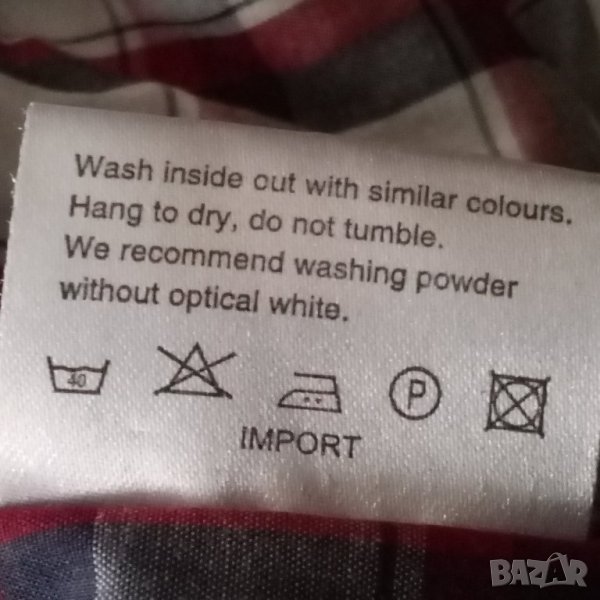 Wash inside out with similar colours.
Hang to dry, do not tumble.
We recommend washing powder
without optical white.
40
P
IMPORT
BAZAR